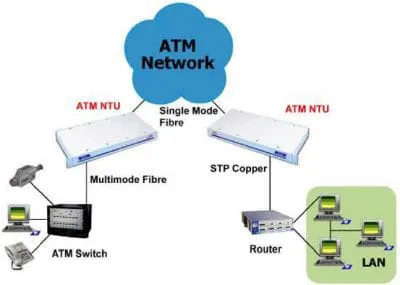 ATM
Network
ATM NTU
ATM NTU
Single Mode
Fibre
STP Copper
Multimode Fibre
ATM Switch
Router
LAN